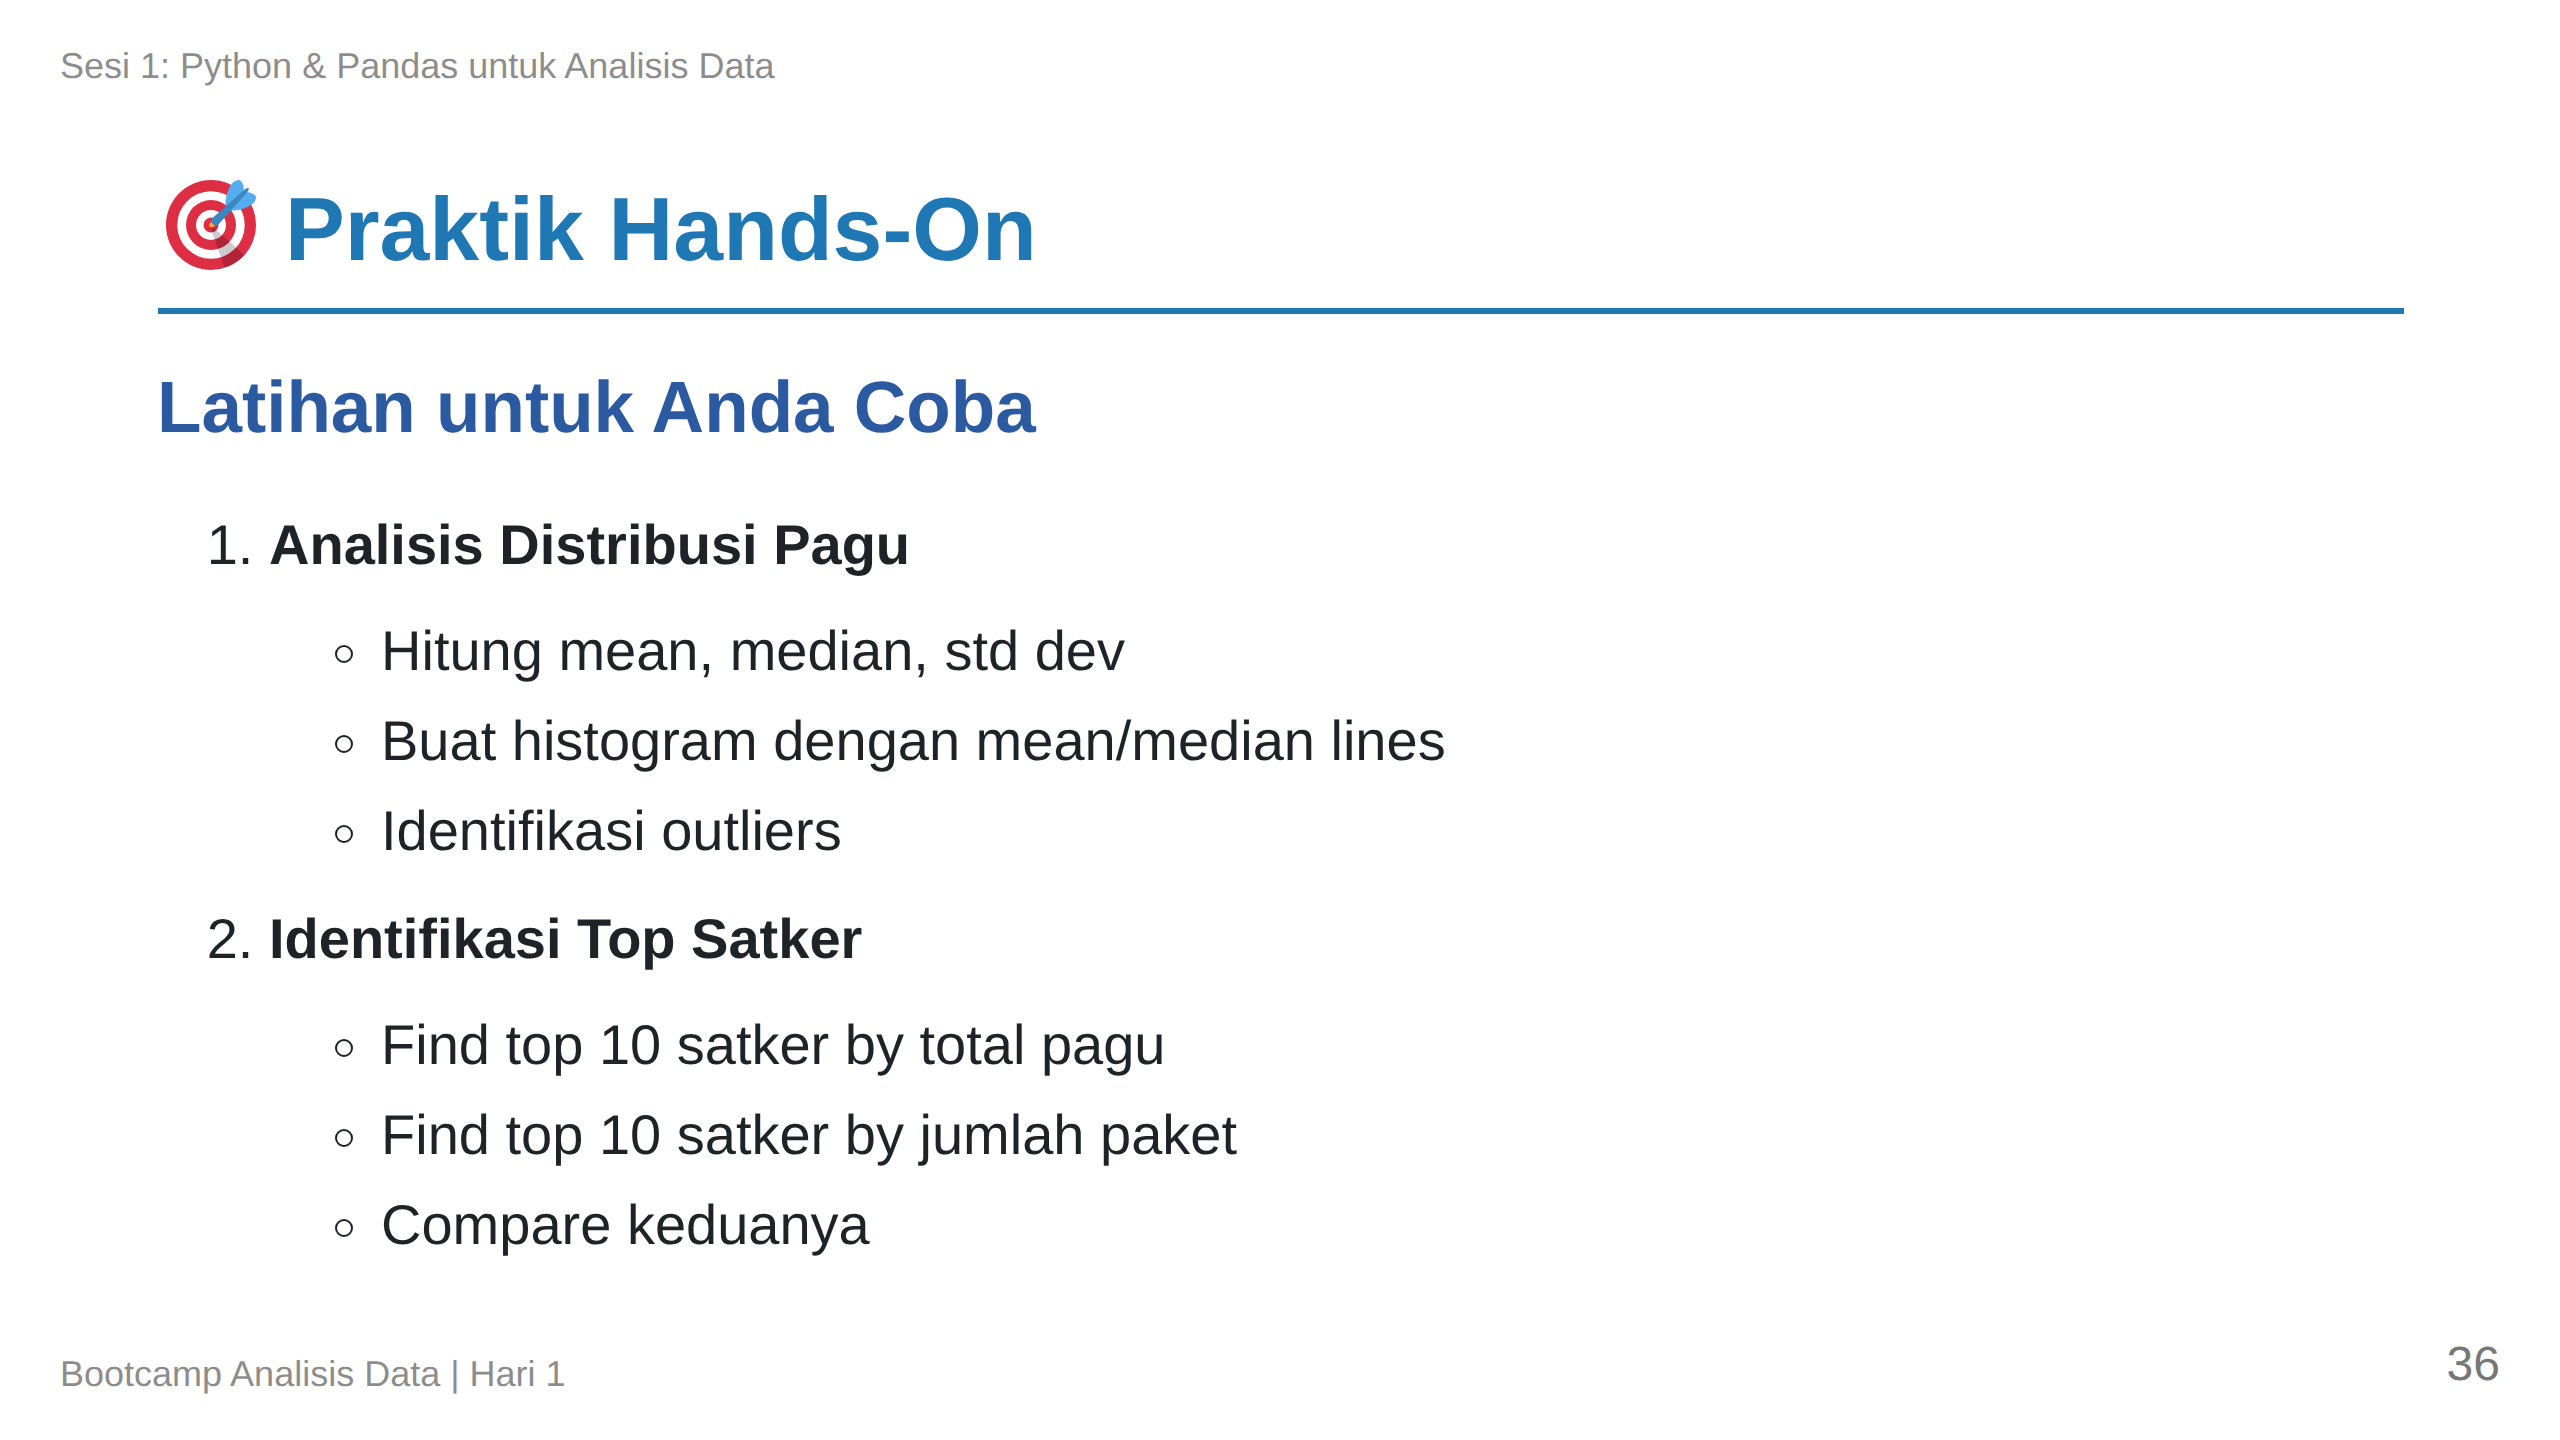 Sesi 1: Python & Pandas untuk Analisis Data
🎯 Praktik Hands-On
Latihan untuk Anda Coba
1. Analisis Distribusi Pagu
○ Hitung mean, median, std dev
○ Buat histogram dengan mean/median lines
○ Identifikasi outliers
2. Identifikasi Top Satker
○ Find top 10 satker by total pagu
○ Find top 10 satker by jumlah paket
○ Compare keduanya
Bootcamp Analisis Data | Hari 1
36